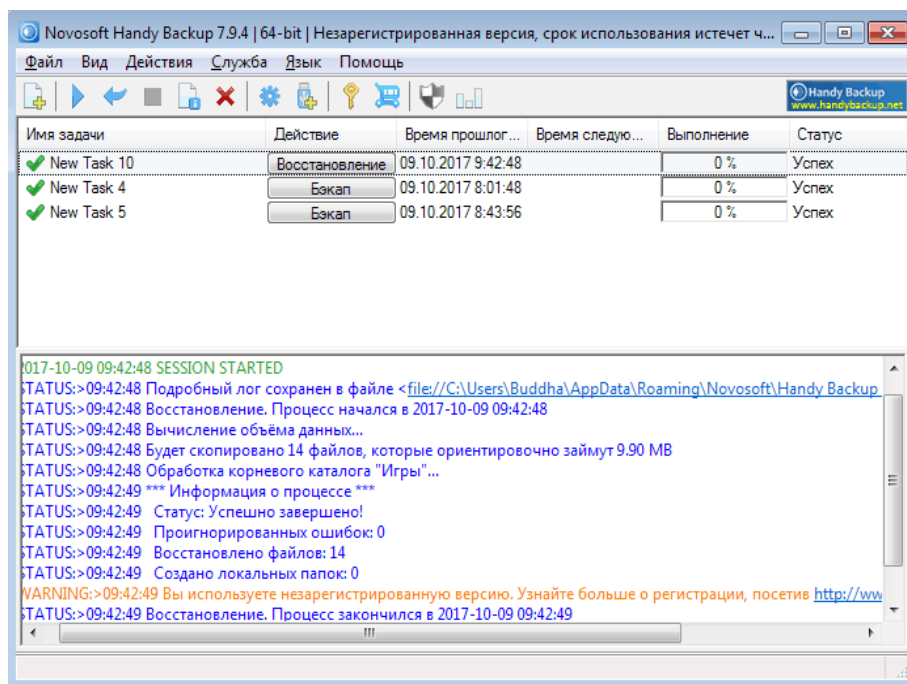 Novosoft Handy Backup 7.9.4 | 64-bit | Незарегистрированная версия, срок использования истечет ч...
Файл Вид Действия Служба Язык Помощь
Handy Backup
www.handybackup.net
Имя задачи Действие Время прошлог... Время следую... Выполнение Статус
New Task 10 Восстановление 09.10.2017 9:42:48 0 % Успех
New Task 4 Бэкап 09.10.2017 8:01:48 0 % Успех
New Task 5 Бэкап 09.10.2017 8:43:56 0 % Успех
2017-10-09 09:42:48 SESSION STARTED
STATUS:>09:42:48 Подробный лог сохранен в файле <file://C:\Users\Buddha\AppData\Roaming\Novosoft\Handy Backup
STATUS:>09:42:48 Восстановление. Процесс начался в 2017-10-09 09:42:48
STATUS:>09:42:48 Вычисление объёма данных...
STATUS:>09:42:48 Будет скопировано 14 файлов, которые ориентировочно займут 9.90 MB
STATUS:>09:42:48 Обработка корневого каталога "Игры"...
STATUS:>09:42:49 *** Информация о процессе ***
STATUS:>09:42:49 Статус: Успешно завершено!
STATUS:>09:42:49 Проигнорированных ошибок: 0
STATUS:>09:42:49 Восстановлено файлов: 14
STATUS:>09:42:49 Создано локальных папок: 0
WARNING:>09:42:49 Вы используете незарегистрированную версию. Узнайте больше о регистрации, посетив http://ww
STATUS:>09:42:49 Восстановление. Процесс закончился в 2017-10-09 09:42:49